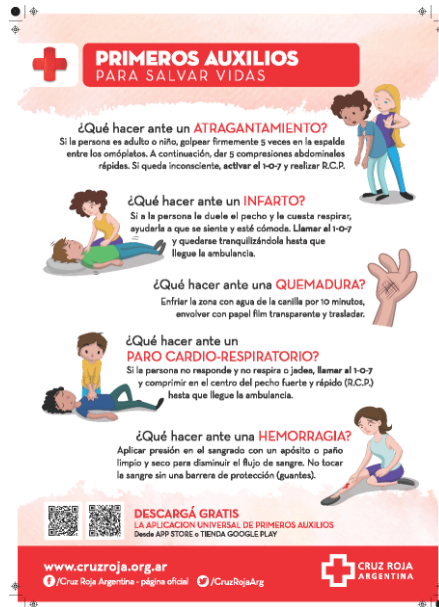 PRIMEROS AUXILIOS
PARA SALVAR VIDAS
¿Qué hacer ante un ATRAGANTAMIENTO?
Si la persona es adulto o niño, golpear firmemente 5 veces en la espalda
entre los omóplatos. A continuación, dar 5 compresiones abdominales
rápidas. Si queda inconsciente, activar el 1-0-7 y realizar R.C.P.
¿Qué hacer ante un INFARTO?
Si a la persona le duele el pecho y le cuesta respirar,
ayudarla a que se siente y esté cómoda. Llamar al 1-0-7
y quedarse tranquilizándola hasta que
llegue la ambulancia.
¿Qué hacer ante una QUEMADURA?
Enfriar la zona con agua de la canilla por 10 minutos,
envolver con papel film transparente y trasladar.
¿Qué hacer ante un
PARO CARDIO-RESPIRATORIO?
Si la persona no responde y no respira o jadea, llamar al 1-0-7
y comprimir en el centro del pecho fuerte y rápido (R.C.P.)
hasta que llegue la ambulancia.
¿Qué hacer ante una HEMORRAGIA?
Aplicar presión en el sangrado con un apósito o paño
limpio y seco para disminuir el flujo de sangre. No tocar
la sangre sin una barrera de protección (guantes).
DESCARGÁ GRATIS
LA APLICACION UNIVERSAL DE PRIMEROS AUXILIOS
Desde APP STORE o TIENDA GOOGLE PLAY
www.cruzroja.org.ar
/Cruz Roja Argentina - página oficial /CruzRojaArg
CRUZ ROJA
ARGENTINA